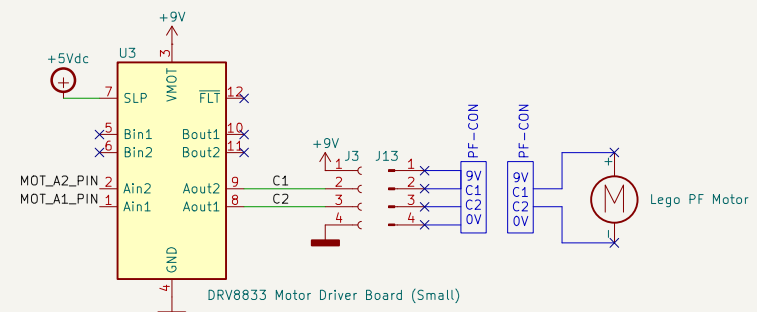 +9V
+5Vdc
U3
3
VMOT
7 SLP FLT 12
5 Bin1 Bout1 10
6 Bin2 Bout2 11
MOT_A2_PIN 2 Ain2 Aout2 9 C1
MOT_A1_PIN 1 Ain1 Aout1 8 C2
GND
4
+9V
J3 J13
1 1
2 2
3 3
4 4
PF-CON
9V
C1
C2
0V
PF-CON
9V
C1
C2
0V
+
M
-
Lego PF Motor
DRV8833 Motor Driver Board (Small)